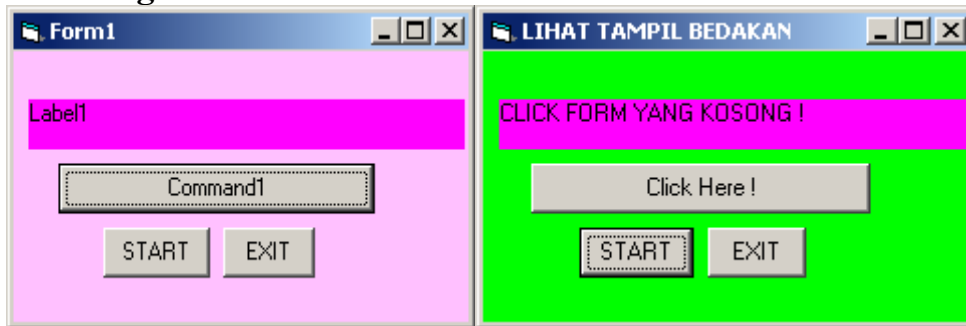 Form1
Label1
Command1
START EXIT
LIHAT TAMPIL BEDAKAN
CLICK FORM YANG KOSONG !
Click Here !
START EXIT